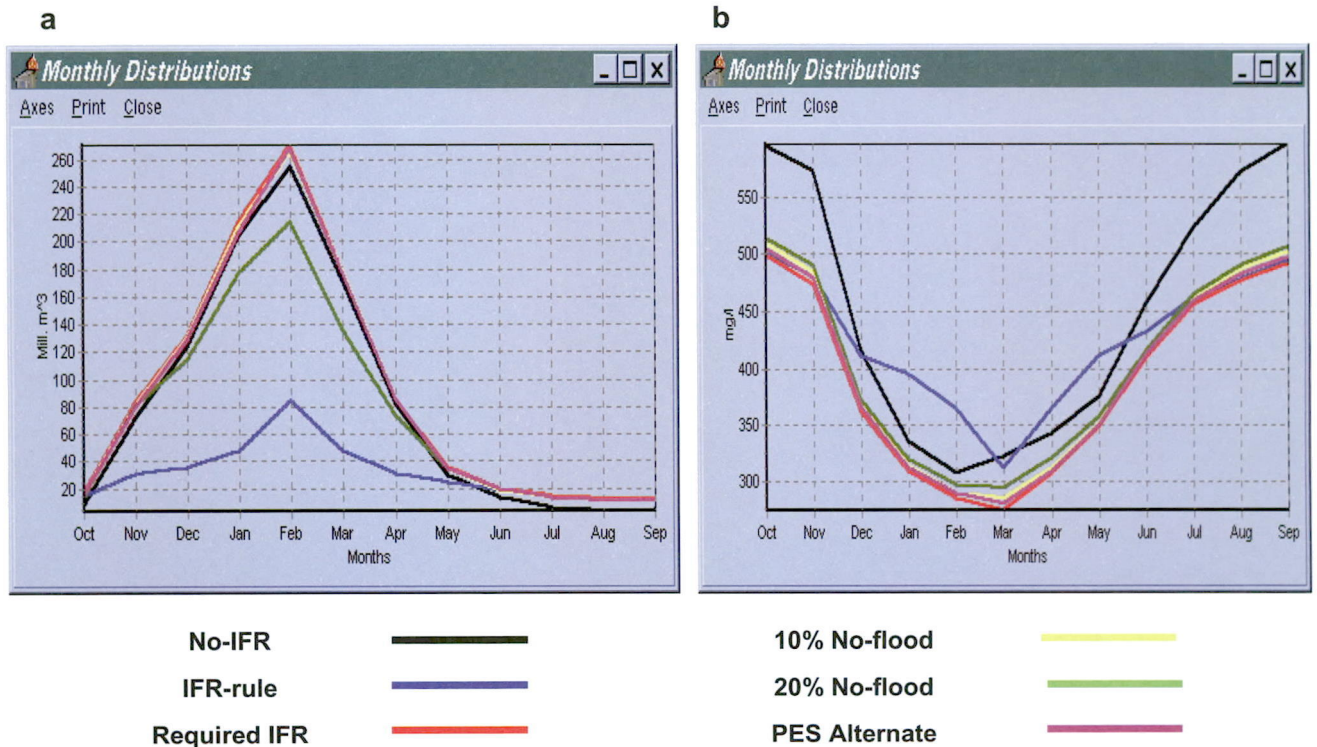 a
Monthly Distributions
Axes Print Close
260
240
220
200
180
160
140
120
100
80
60
40
20
Mill. m^3
Oct Nov Dec Jan Feb Mar Apr May Jun Jul Aug Sep
Months
b
Monthly Distributions
Axes Print Close
550
500
450
400
350
300
mg/l
Oct Nov Dec Jan Feb Mar Apr May Jun Jul Aug Sep
Months
No-IFR
IFR-rule
Required IFR
10% No-flood
20% No-flood
PES Alternate